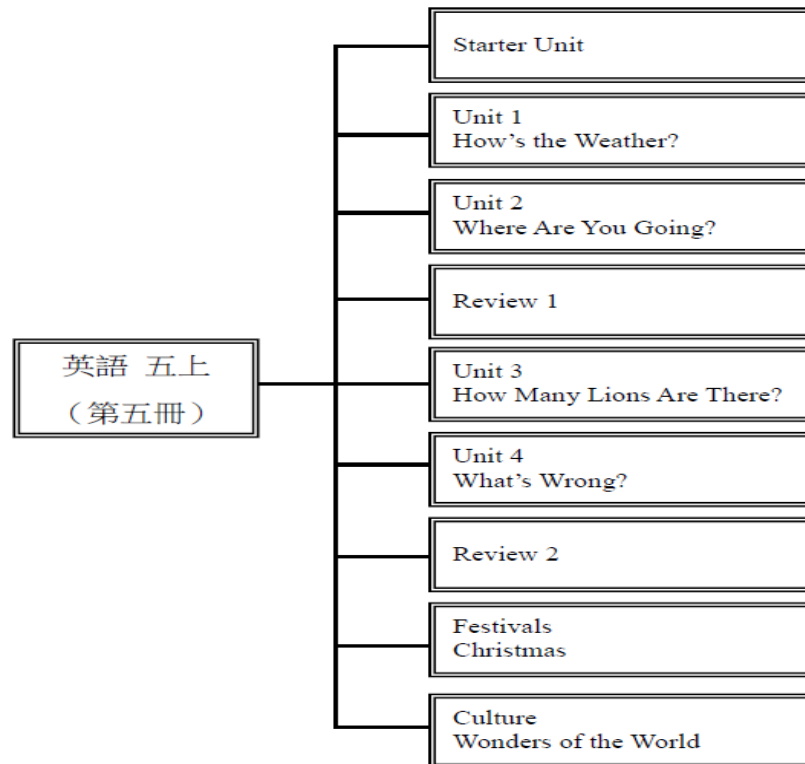 Starter Unit
Unit 1
How's the Weather?
Unit 2
Where Are You Going?
Review 1
英語 五上
（第五冊）
Unit 3
How Many Lions Are There?
Unit 4
What's Wrong?
Review 2
Festivals
Christmas
Culture
Wonders of the World